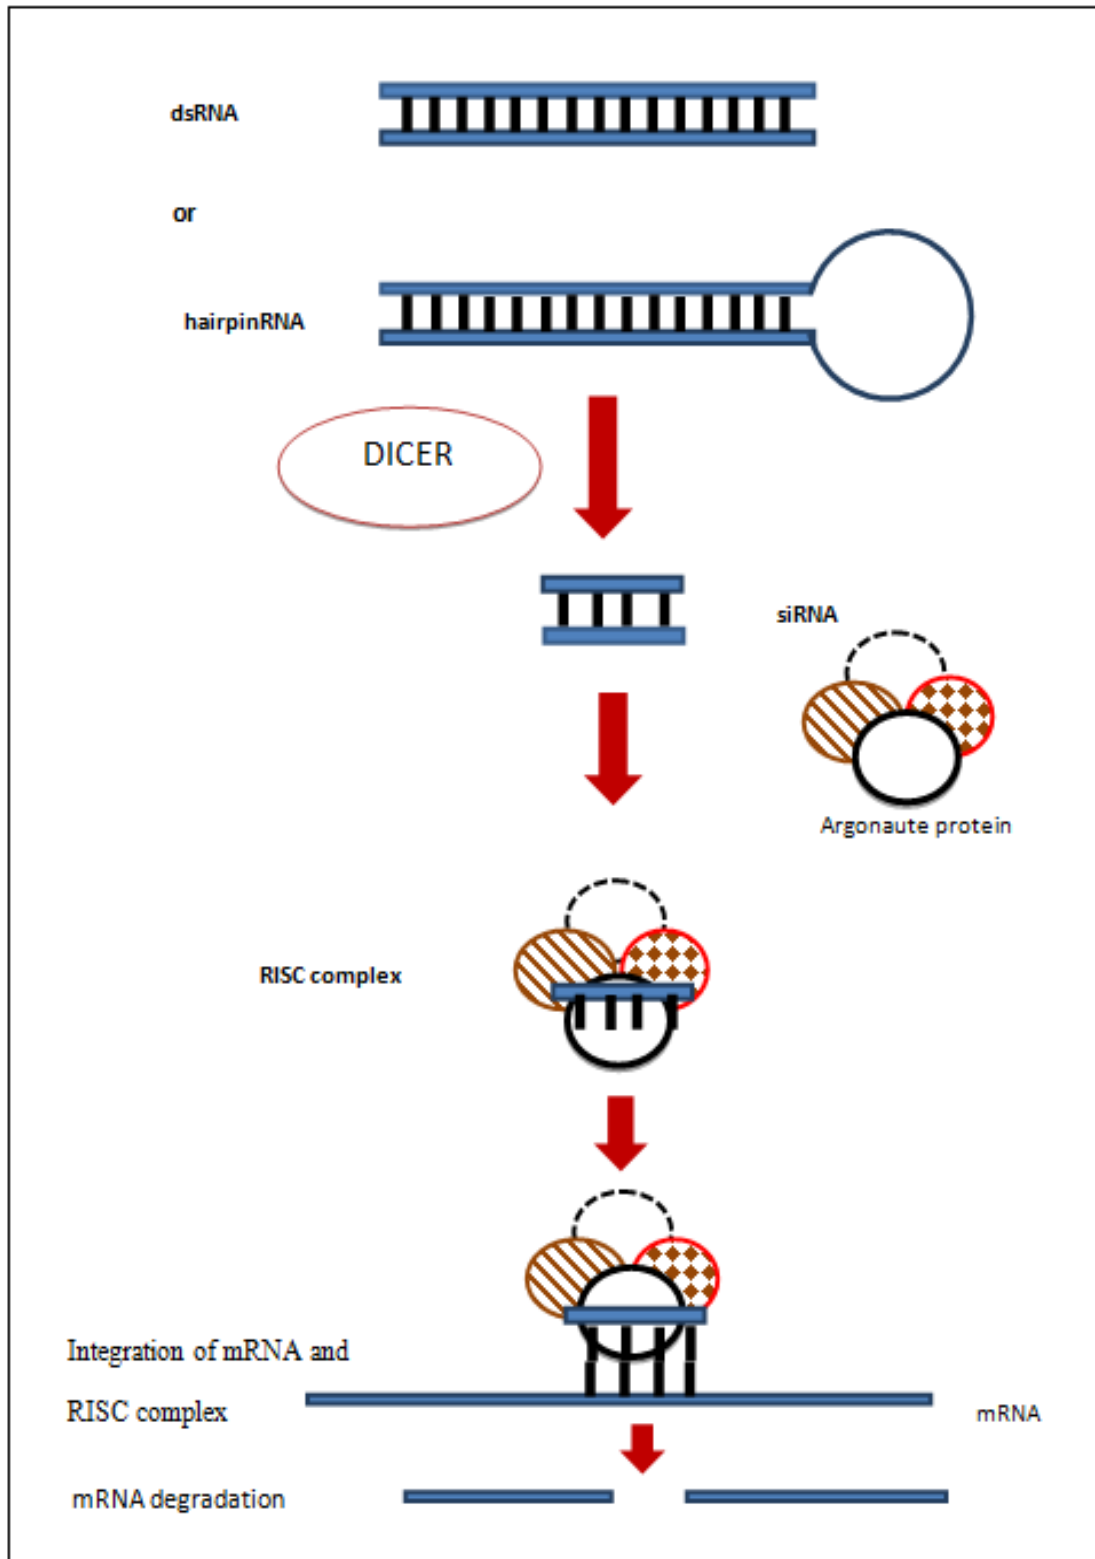 dsRNA
or
hairpinRNA
DICER
siRNA
Argonaute protein
RISC complex
Integration of mRNA and
RISC complex
mRNA
mRNA degradation